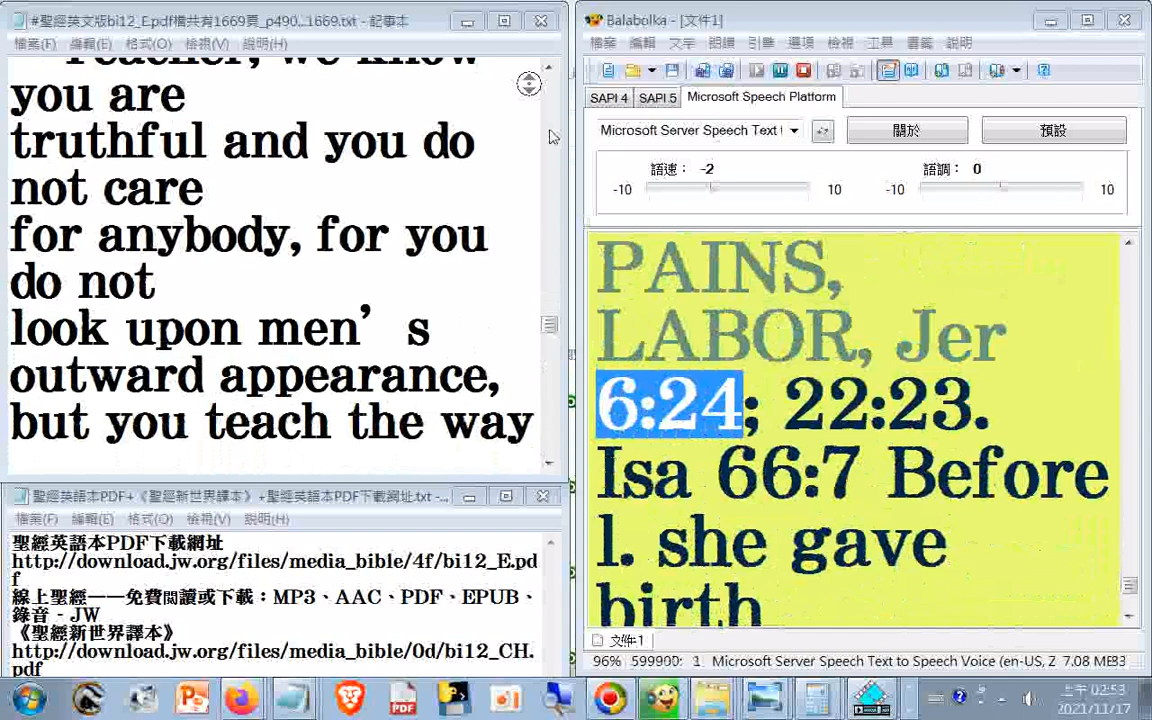 #聖經英文版bi12_E.pdf檔共有1669頁_p490...1669.txt - 記事本
檔案(F) 編輯(E) 格式(O) 檢視(V) 說明(H)
"Teacher, we know
you are
truthful and you do
not care
for anybody, for you
do not
look upon men's
outward appearance,
but you teach the way
聖經英語本PDF+《聖經新世界譯本》+聖經英語本PDF下載網址.txt - ...
檔案(F) 編輯(E) 格式(O) 檢視(V) 說明(H)
聖經英語本PDF下載網址
http://download.jw.org/files/media_bible/4f/bi12_E.pd
f
線上聖經——免費閱讀或下載：MP3、AAC、PDF、EPUB、
錄音 - JW
《聖經新世界譯本》
http://download.jw.org/files/media_bible/0d/bi12_CH.
pdf
Balabolka - [文件1]
檔案 編輯 文字 朗讀 引擎 選項 檢視 工具 書籤 說明
SAPI 4 SAPI 5 Microsoft Speech Platform
Microsoft Server Speech Text 關於 預設
語速： -2 語調： 0
-10 10 -10 10
PAINS,
LABOR, Jer
6:24; 22:23.
Isa 66:7 Before
l. she gave
birth
文件1
96% 1 Microsoft Server Speech Text to Speech Voice (en-US, Z 7.08 MB
PDF
上午 02:53
2021/11/17